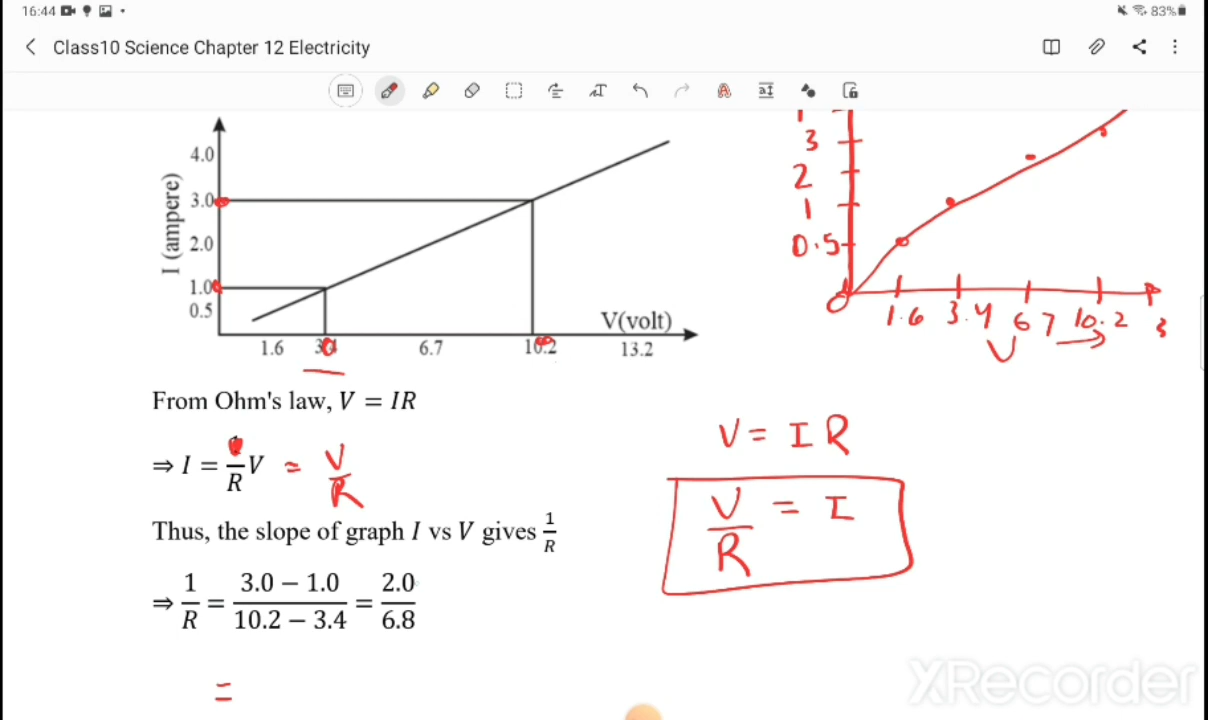 16:44
83%
Class10 Science Chapter 12 Electricity
I (ampere)
4.0
3.0
2.0
1.0
0.5
V(volt)
1.6 3.4 6.7 10.2 13.2
3
2
1
0.5
0
1.6 3.4 6 7 10.2 3
V
From Ohm's law, V = IR
⇒ I = 1/R V = V/R
Thus, the slope of graph I vs V gives 1/R
⇒ 1/R = 3.0 − 1.0/10.2 − 3.4 = 2.0/6.8
=
V = I R
V/R = I
XRecorder